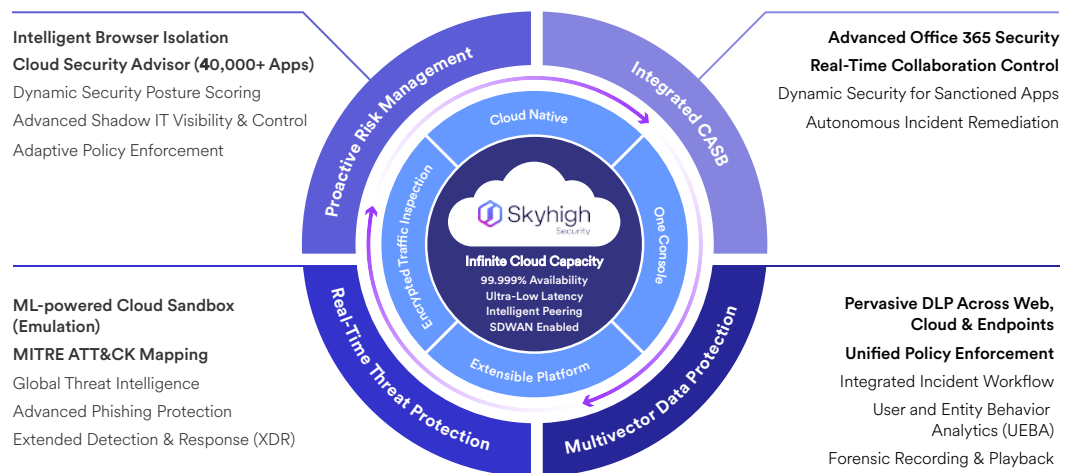 Intelligent Browser Isolation
Cloud Security Advisor (40,000+ Apps)
Dynamic Security Posture Scoring
Advanced Shadow IT Visibility & Control
Adaptive Policy Enforcement
Advanced Office 365 Security
Real-Time Collaboration Control
Dynamic Security for Sanctioned Apps
Autonomous Incident Remediation
Proactive Risk Management
Integrated CASB
Cloud Native
Encrypted Traffic Inspection
One Console
Extensible Platform
Skyhigh
Security
Infinite Cloud Capacity
99.999% Availability
Ultra-Low Latency
Intelligent Peering
SDWAN Enabled
Real-Time Threat Protection
Multivector Data Protection
ML-powered Cloud Sandbox
(Emulation)
MITRE ATT&CK Mapping
Global Threat Intelligence
Advanced Phishing Protection
Extended Detection & Response (XDR)
Pervasive DLP Across Web,
Cloud & Endpoints
Unified Policy Enforcement
Integrated Incident Workflow
User and Entity Behavior
Analytics (UEBA)
Forensic Recording & Playback